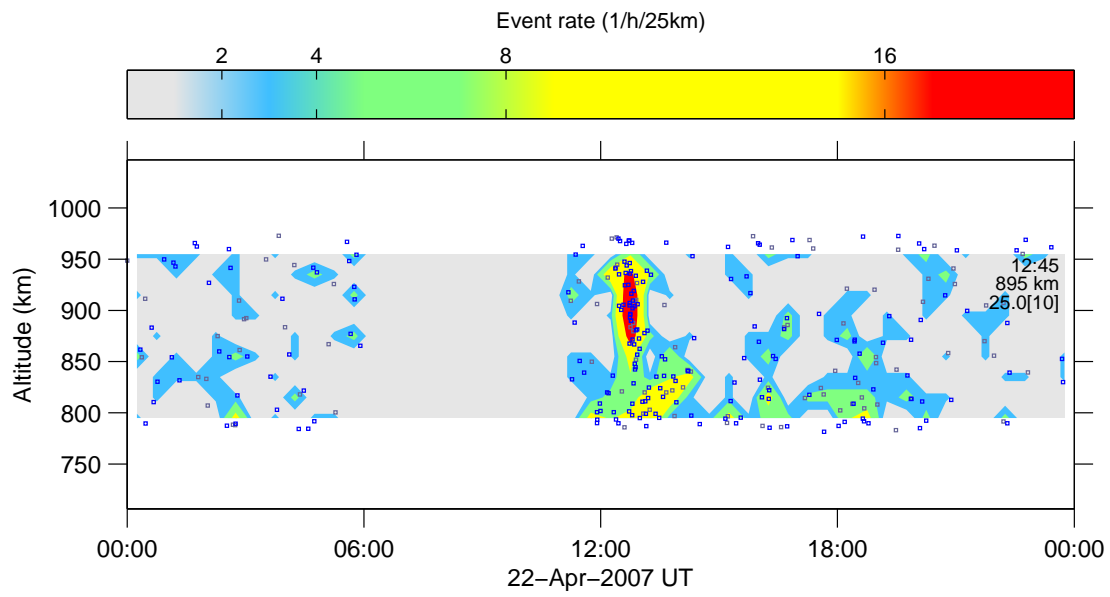 Event rate (1/h/25km)
2 4 8 16
1000
950
900
850
800
750
Altitude (km)
12:45
895 km
25.0[10]
00:00 06:00 12:00 18:00 00:00
22−Apr−2007 UT